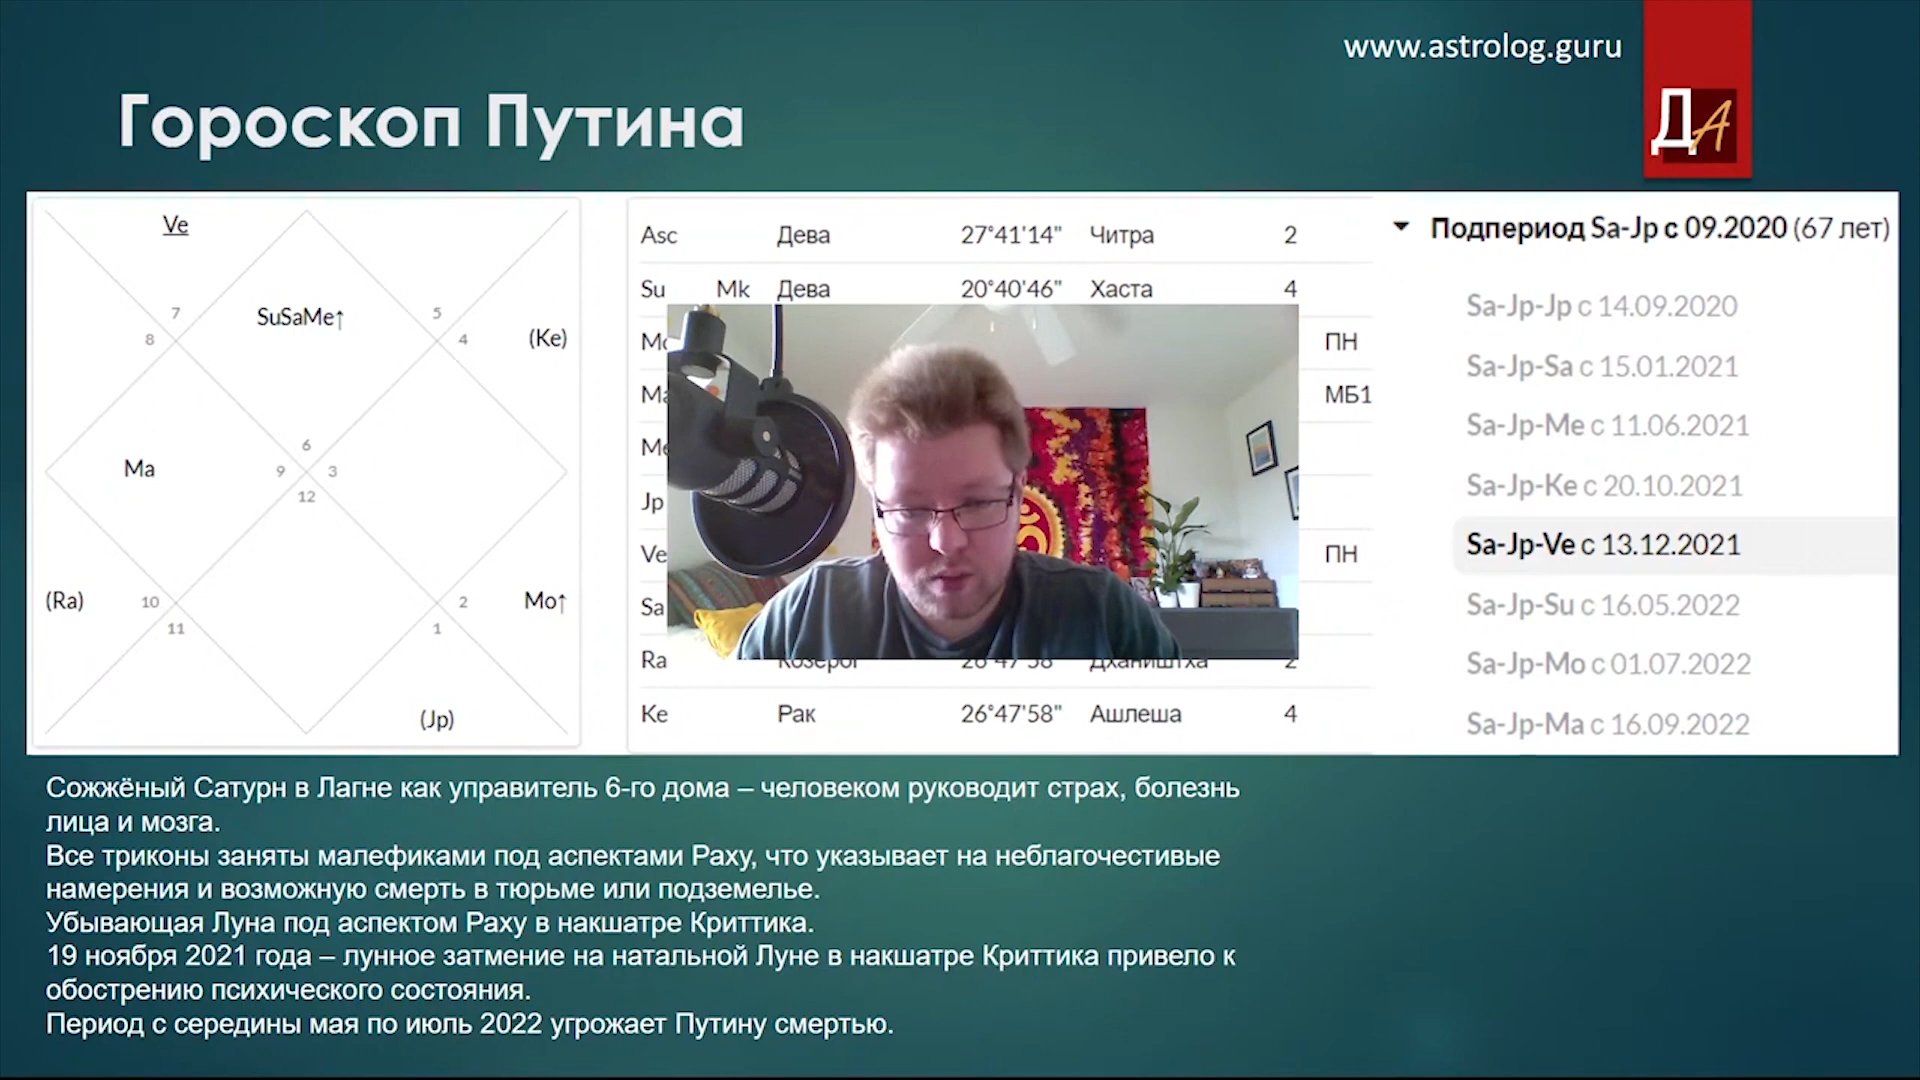 www.astrolog.guru
ДА
Гороскоп Путина
Ve
7
SuSaMe↑
5
8
4
(Ke)
6
Ma
9
3
12
(Ra)
10
2
Mo↑
11
1
(Jp)
Asc Дева 27°41'14" Читра 2
Su Mk Дева 20°40'46" Хаста 4
ПН
Ma МБ1
Jp
Ve ПН
Sa
Ra Козерог 26°47'58" Дхаништха 2
Ke Рак 26°47'58" Ашлеша 4
Подпериод Sa-Jp с 09.2020 (67 лет)
Sa-Jp-Jp с 14.09.2020
Sa-Jp-Sa с 15.01.2021
Sa-Jp-Me с 11.06.2021
Sa-Jp-Ke с 20.10.2021
Sa-Jp-Ve с 13.12.2021
Sa-Jp-Su с 16.05.2022
Sa-Jp-Mo с 01.07.2022
Sa-Jp-Ma с 16.09.2022
Сожжёный Сатурн в Лагне как управитель 6-го дома – человеком руководит страх, болезнь
лица и мозга.
Все триконы заняты малефиками под аспектами Раху, что указывает на неблагочестивые
намерения и возможную смерть в тюрьме или подземелье.
Убывающая Луна под аспектом Раху в накшатре Криттика.
19 ноября 2021 года – лунное затмение на натальной Луне в накшатре Криттика привело к
обострению психического состояния.
Период с середины мая по июль 2022 угрожает Путину смертью.